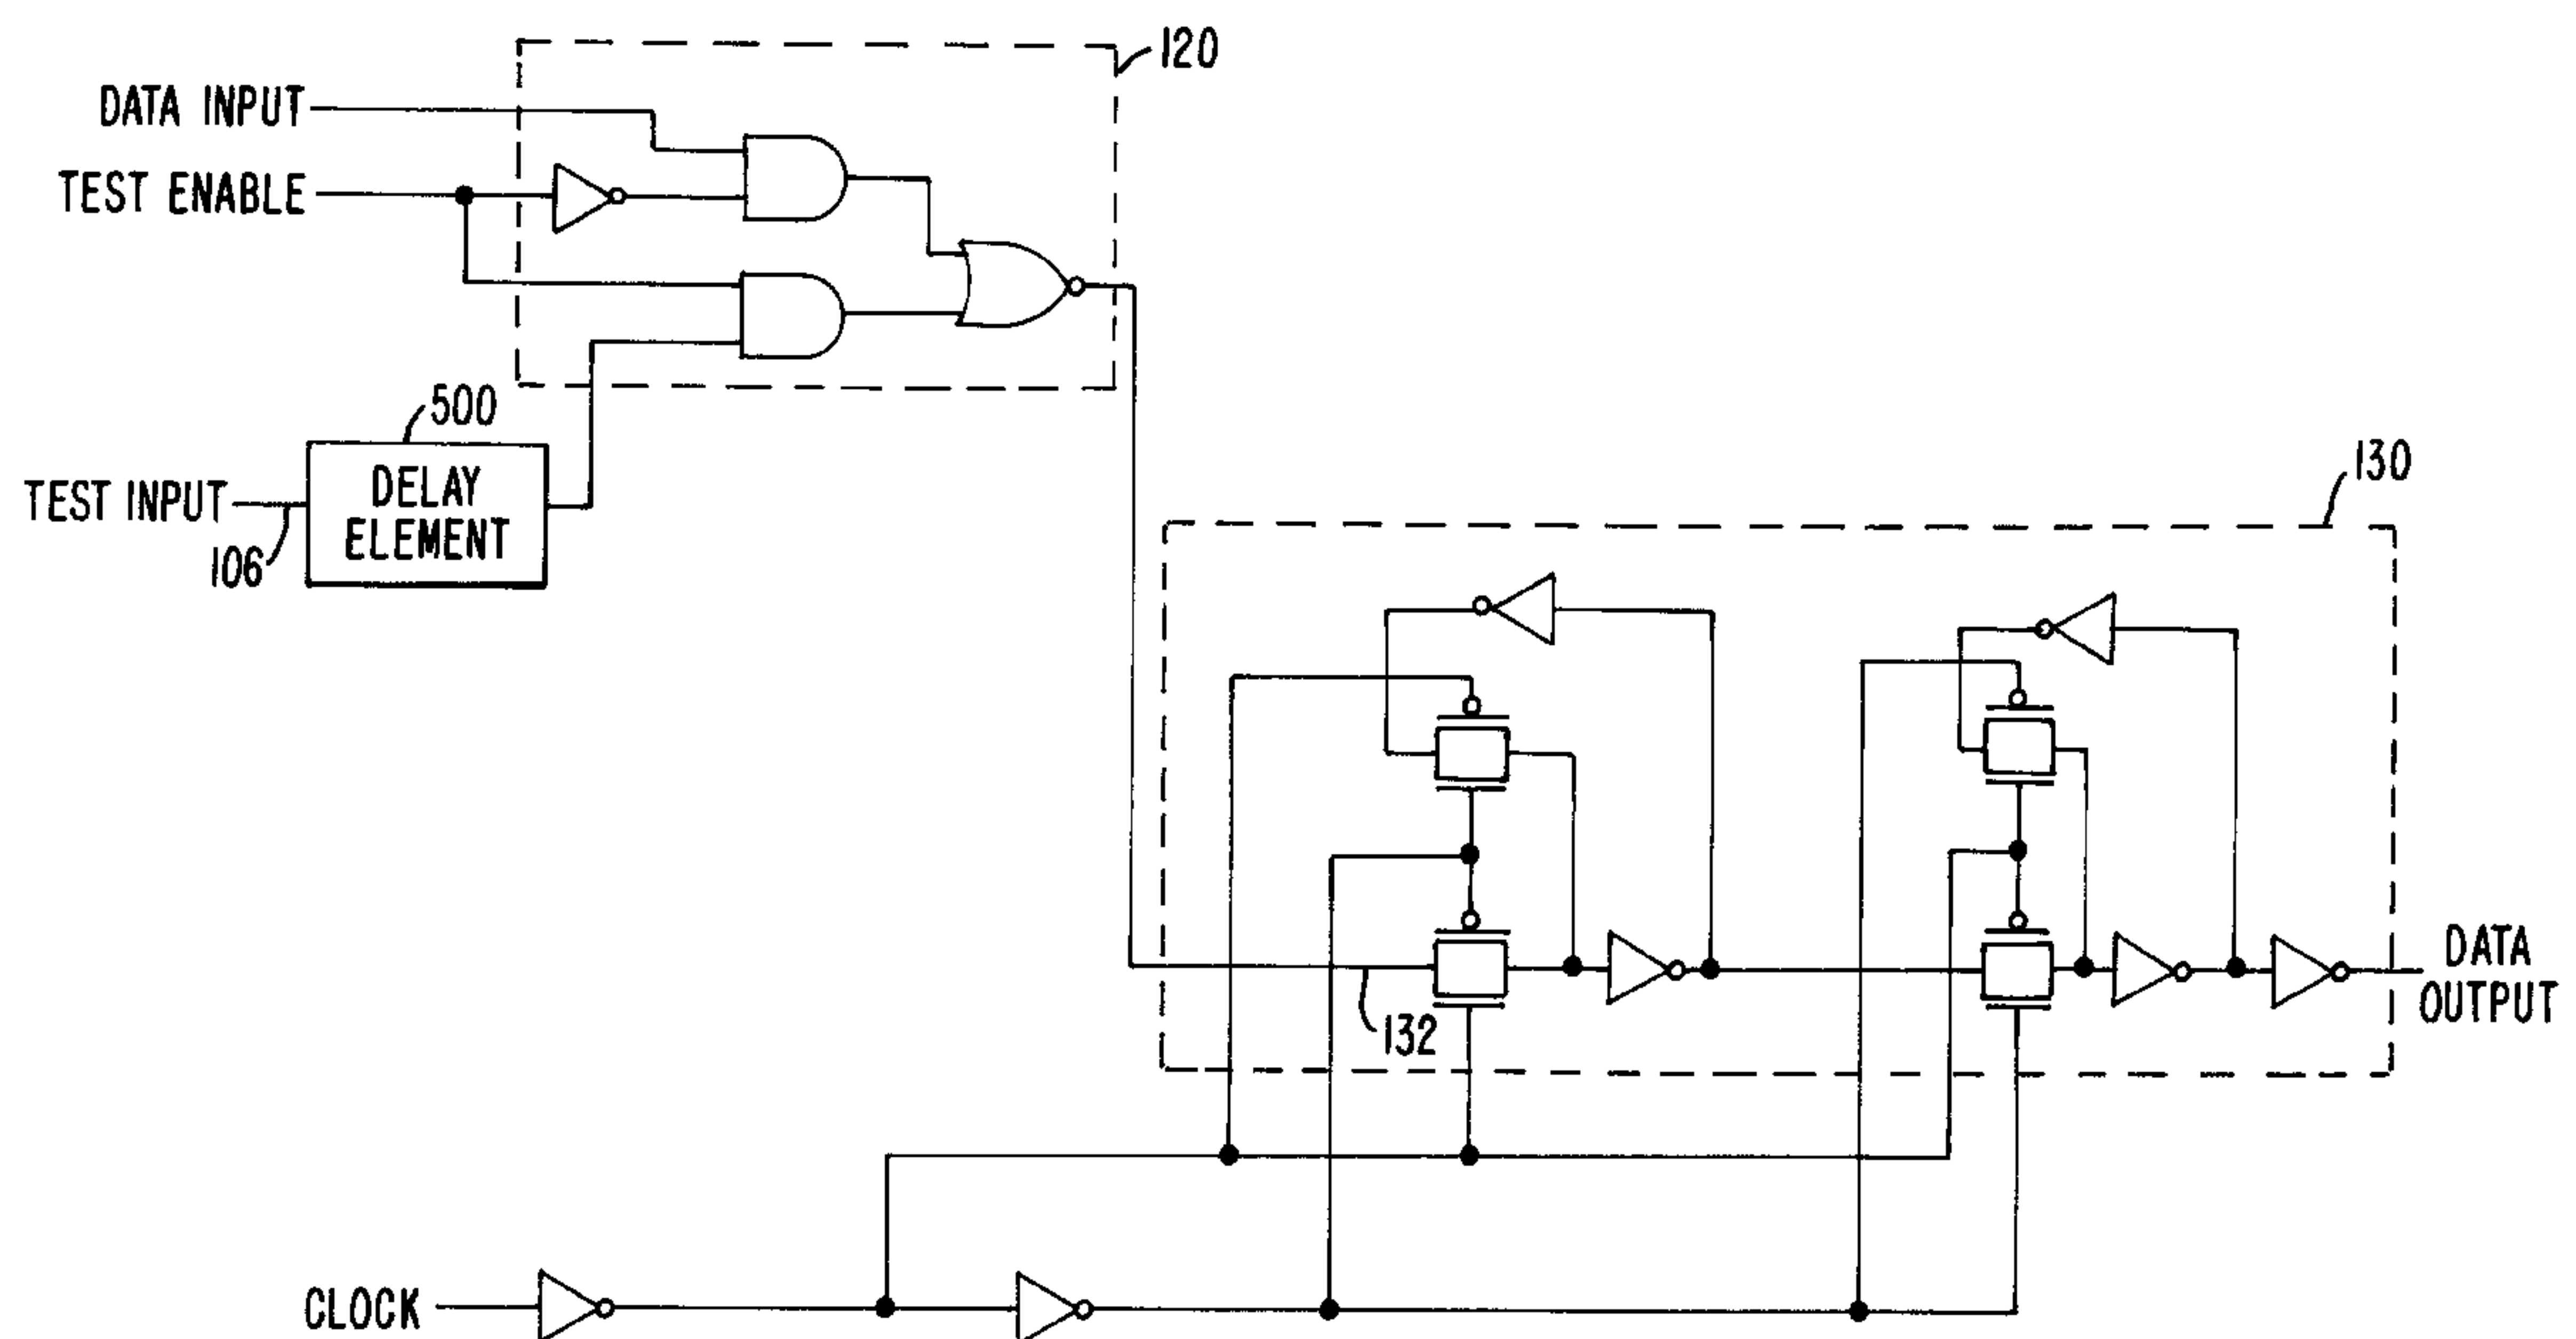 120
DATA INPUT
TEST ENABLE
500
DELAY
ELEMENT
TEST INPUT
106
130
132
DATA
OUTPUT
CLOCK